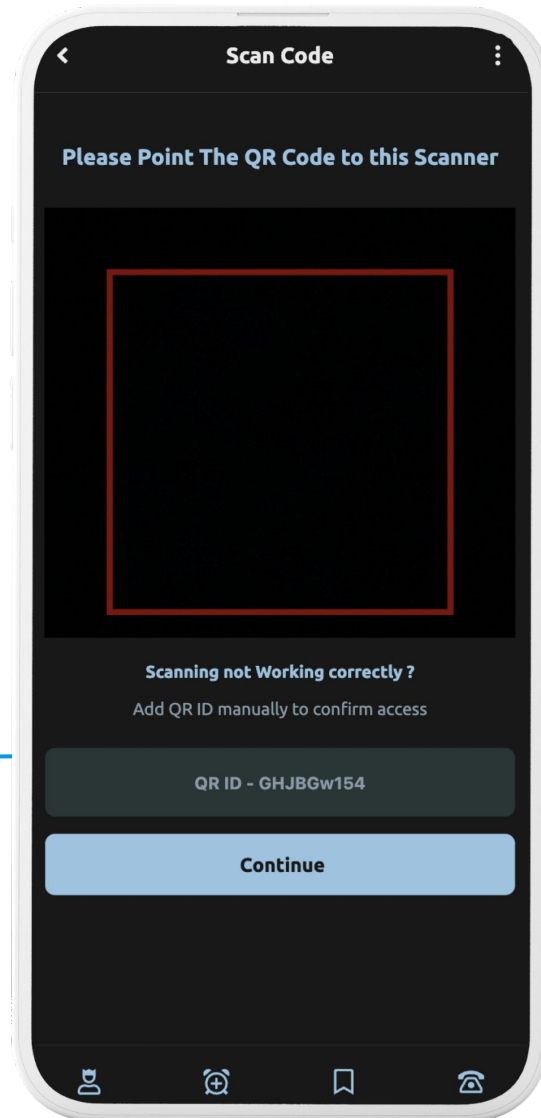 Scan Code
Please Point The QR Code to this Scanner
Scanning not Working correctly ?
Add QR ID manually to confirm access
QR ID - GHJBGw154
Continue